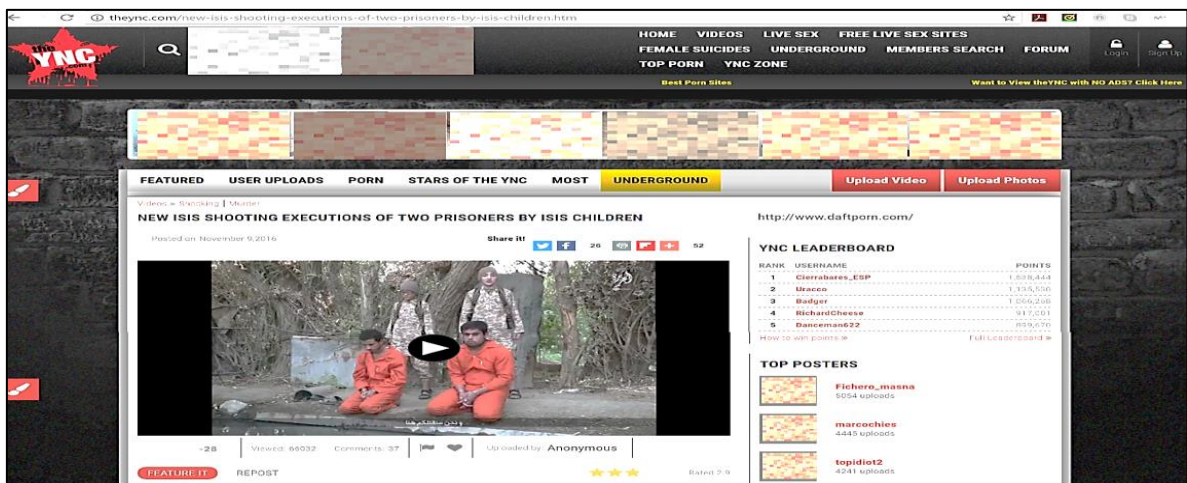 theync.com/new-isis-shooting-executions-of-two-prisoners-by-isis-children.htm
the YNC .com
HOME VIDEOS LIVE SEX FREE LIVE SEX SITES
FEMALE SUICIDES UNDERGROUND MEMBERS SEARCH FORUM
TOP PORN YNC ZONE
Login
Sign Up
Best Porn Sites
Want to View theYNC with NO ADS? Click Here
FEATURED USER UPLOADS PORN STARS OF THE YNC MOST UNDERGROUND
Upload Video Upload Photos
Videos » Shooting | Murder
NEW ISIS SHOOTING EXECUTIONS OF TWO PRISONERS BY ISIS CHILDREN
Posted on November 9,2016
Share it! 26 52
-28 Viewed: 66032 Comments: 37 Uploaded by: Anonymous
FEATURE IT REPOST Rated 2.9
http://www.daftporn.com/
YNC LEADERBOARD
RANK USERNAME POINTS
1 Cierrabares_ESP
2 Uracco
3 Badger
4 RichardCheese 917,001
5 Danceman622
How to win points » Full Leaderboard »
TOP POSTERS
Fichero_masna
5054 uploads
marcochies
4445 uploads
topidiot2
4241 uploads